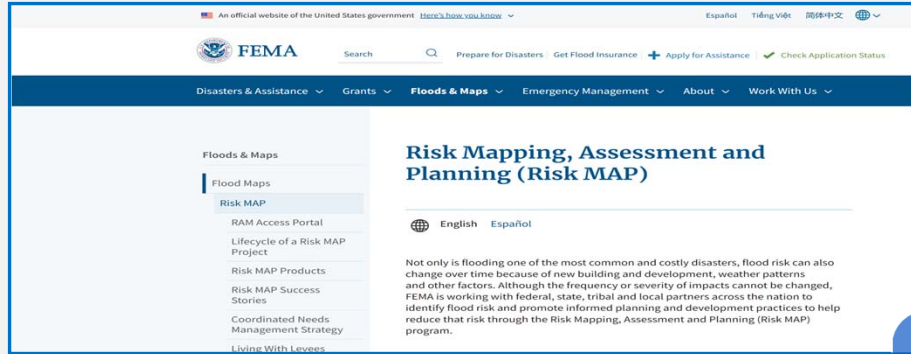 An official website of the United States government Here's how you know
Español Tiếng Việt 简体中文
FEMA
Search
Prepare for Disasters Get Flood Insurance Apply for Assistance Check Application Status
Disasters & Assistance Grants Floods & Maps Emergency Management About Work With Us
Floods & Maps
Flood Maps
Risk MAP
RAM Access Portal
Lifecycle of a Risk MAP
Project
Risk MAP Products
Risk MAP Success
Stories
Coordinated Needs
Management Strategy
Living With Levees
Risk Mapping, Assessment and
Planning (Risk MAP)
English Español
Not only is flooding one of the most common and costly disasters, flood risk can also
change over time because of new building and development, weather patterns
and other factors. Although the frequency or severity of impacts cannot be changed,
FEMA is working with federal, state, tribal and local partners across the nation to
identify flood risk and promote informed planning and development practices to help
reduce that risk through the Risk Mapping, Assessment and Planning (Risk MAP)
program.